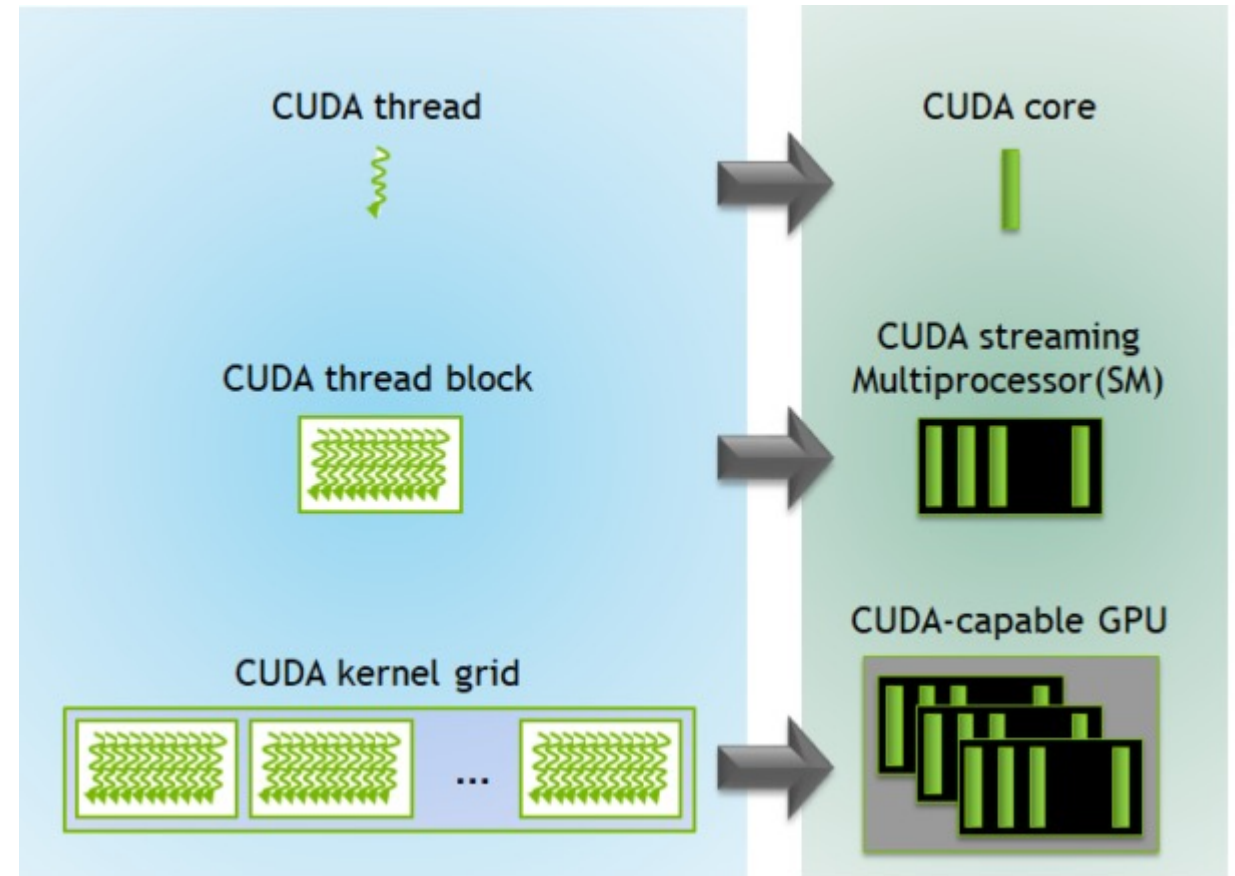 CUDA thread
CUDA core
CUDA thread block
CUDA streaming
Multiprocessor(SM)
CUDA kernel grid
...
CUDA-capable GPU